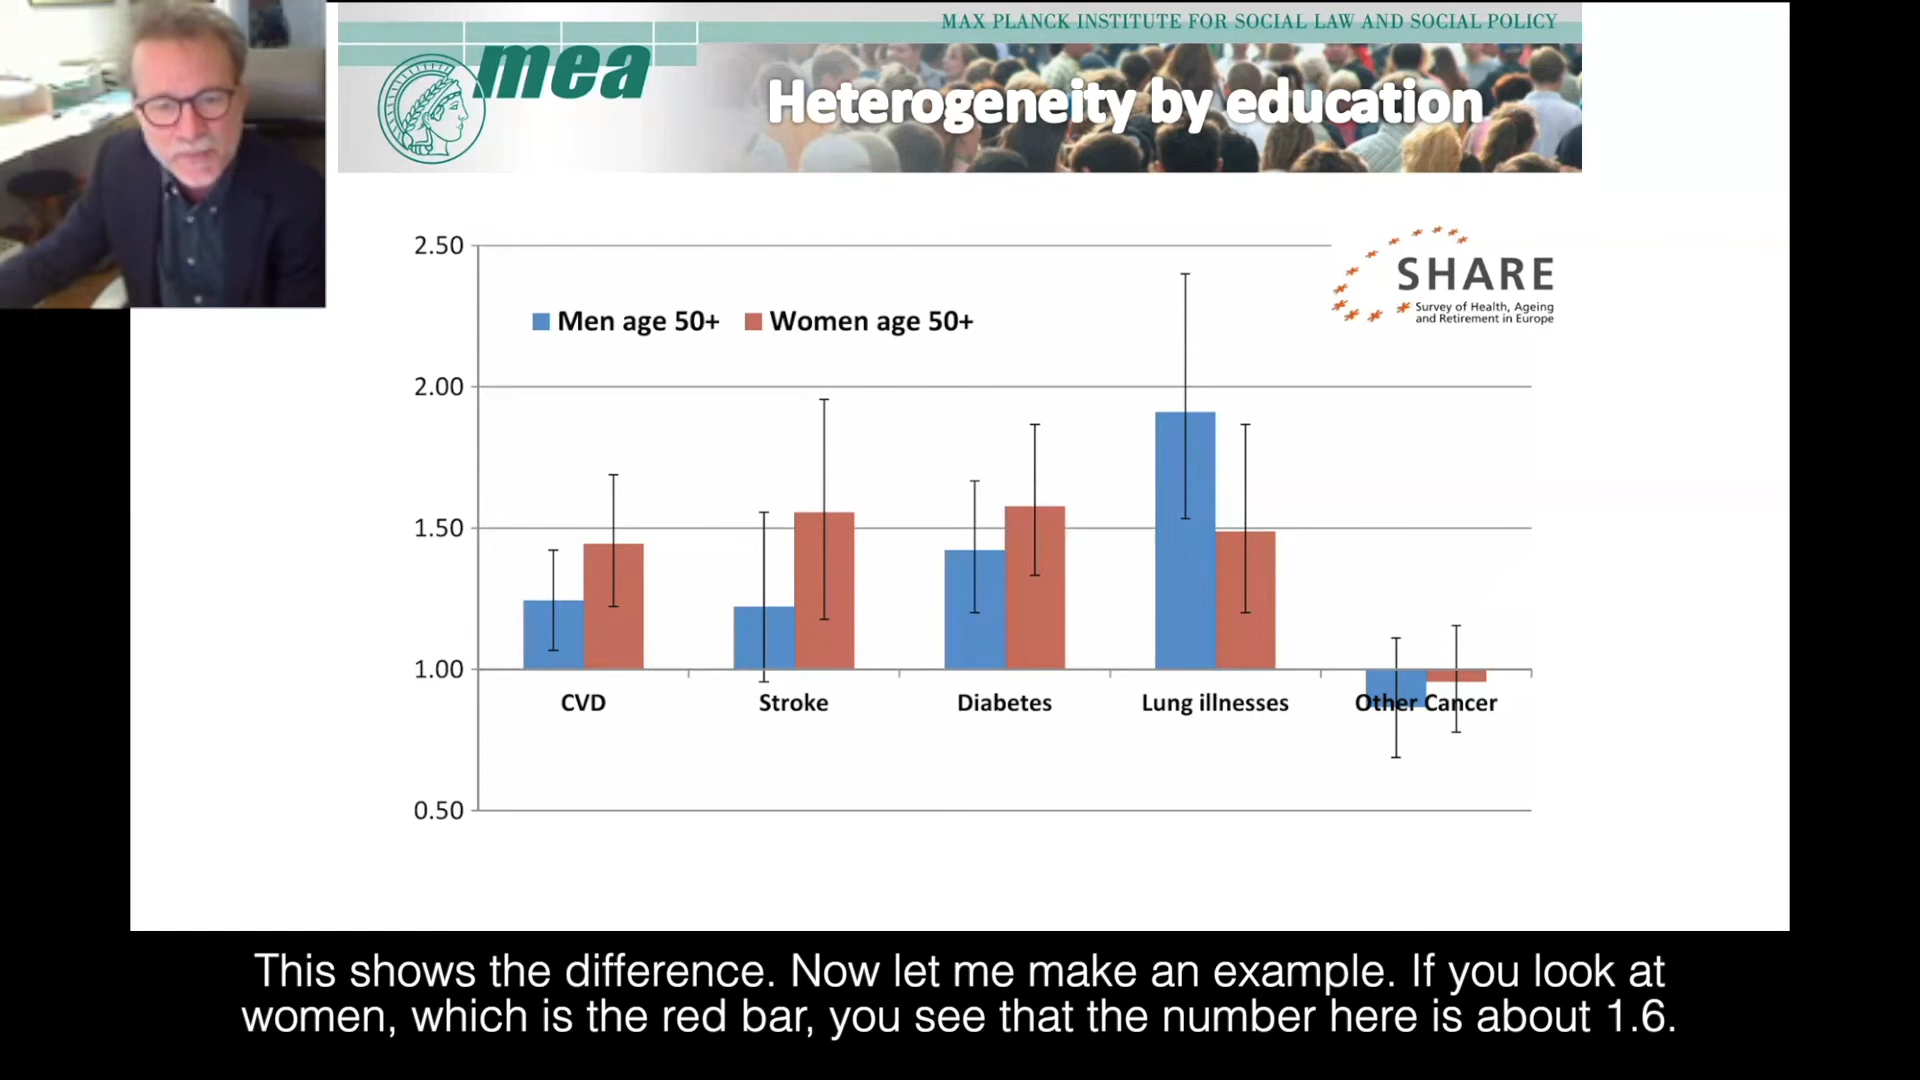 MAX PLANCK INSTITUTE FOR SOCIAL LAW AND SOCIAL POLICY
mea
Heterogeneity by education
2.50
SHARE
Survey of Health, Ageing
and Retirement in Europe
Men age 50+ Women age 50+
2.00
1.50
1.00
CVD Stroke Diabetes Lung illnesses Other Cancer
0.50
This shows the difference. Now let me make an example. If you look at
women, which is the red bar, you see that the number here is about 1.6.